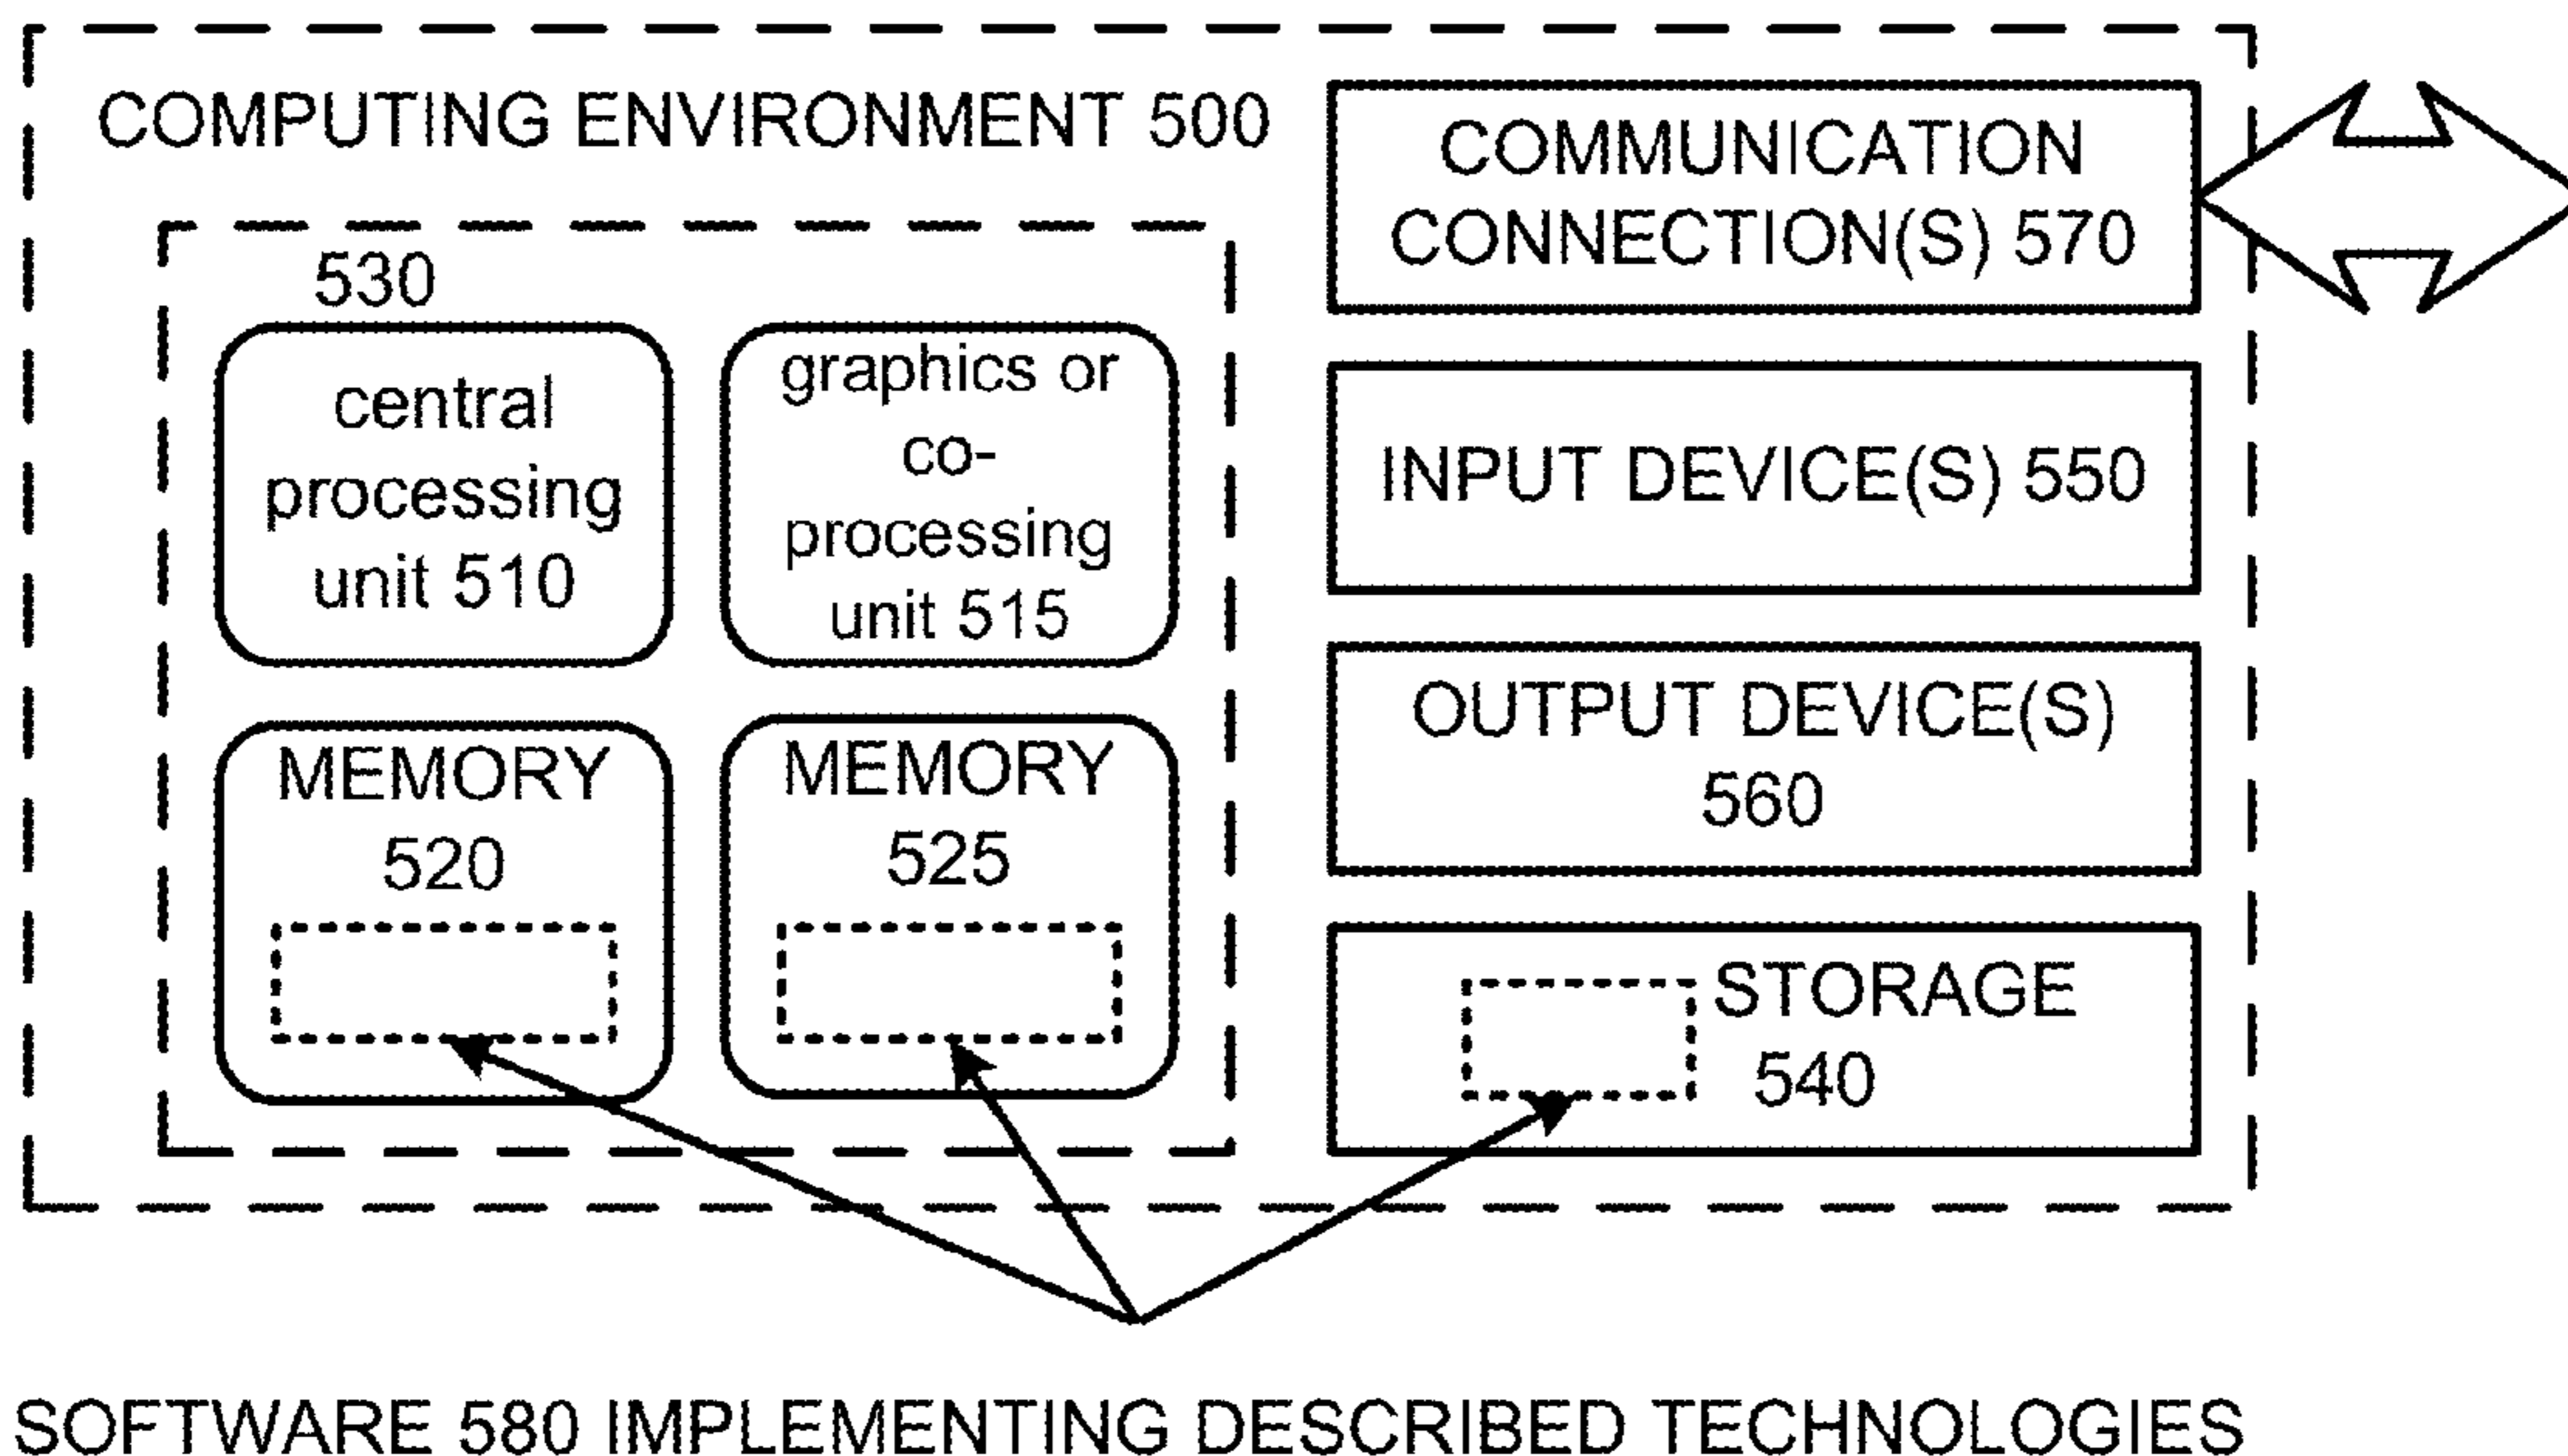 COMPUTING ENVIRONMENT 500
530
central
processing
unit 510
graphics or
co-
processing
unit 515
MEMORY
520
MEMORY
525
COMMUNICATION
CONNECTION(S) 570
INPUT DEVICE(S) 550
OUTPUT DEVICE(S)
560
STORAGE
540
SOFTWARE 580 IMPLEMENTING DESCRIBED TECHNOLOGIES